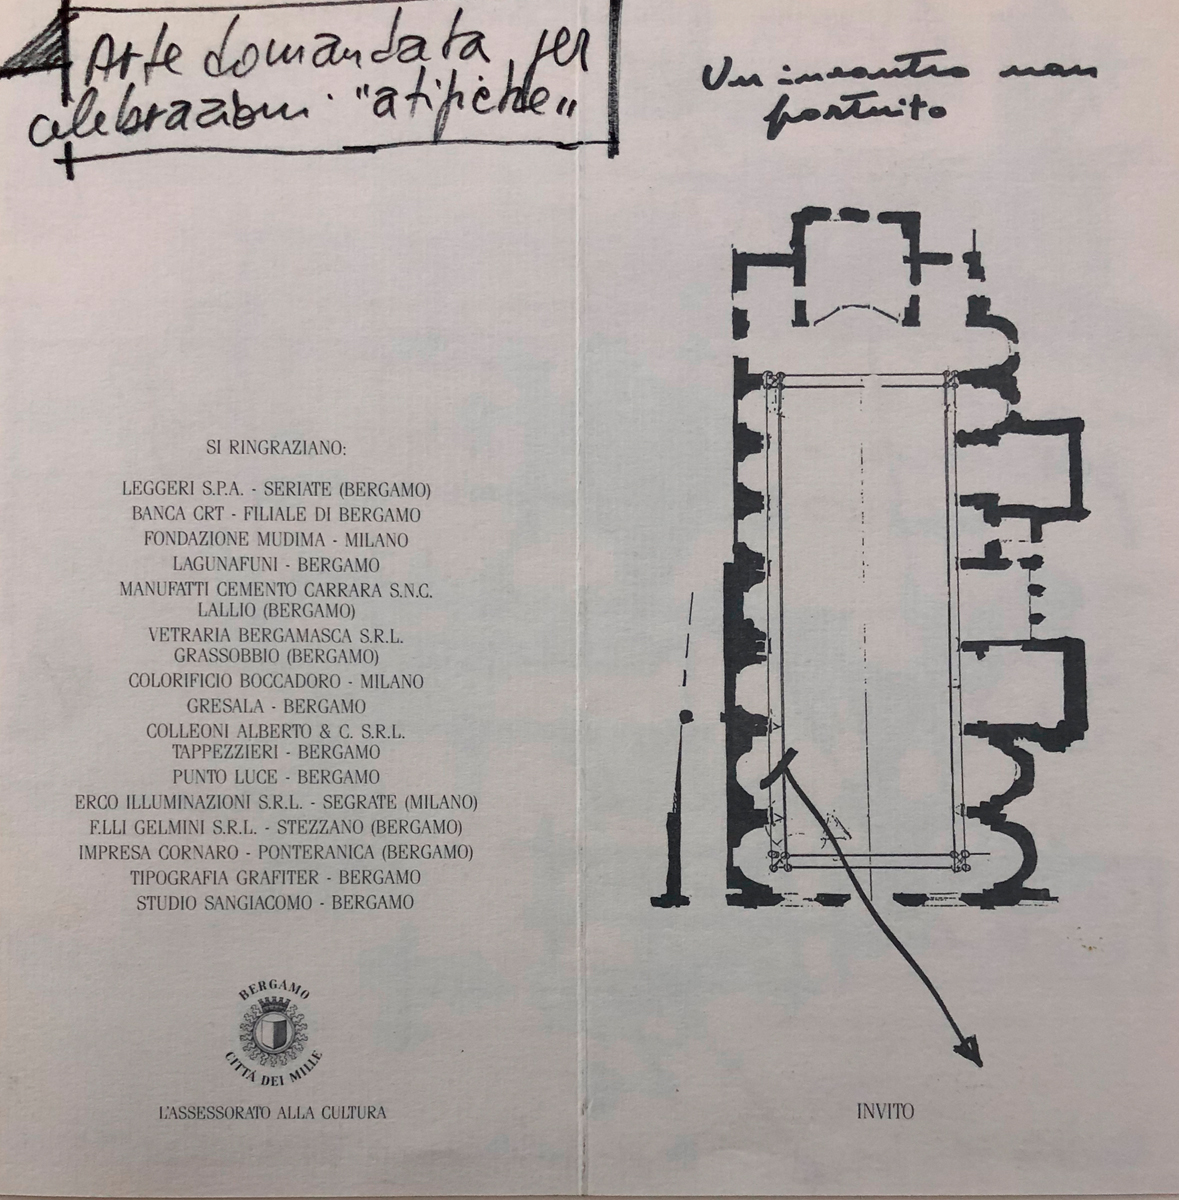 Arte domandata per
celebrazioni "atipiche"
SI RINGRAZIANO:
LEGGERI S.P.A. - SERIATE (BERGAMO)
BANCA CRT - FILIALE DI BERGAMO
FONDAZIONE MUDIMA - MILANO
LAGUNAFUNI - BERGAMO
MANUFATTI CEMENTO CARRARA S.N.C.
LALLIO (BERGAMO)
VETRARIA BERGAMASCA S.R.L.
GRASSOBBIO (BERGAMO)
COLORIFICIO BOCCADORO - MILANO
GRESALA - BERGAMO
COLLEONI ALBERTO & C. S.R.L.
TAPPEZZIERI - BERGAMO
PUNTO LUCE - BERGAMO
ERCO ILLUMINAZIONI S.R.L. - SEGRATE (MILANO)
F.LLI GELMINI S.R.L. - STEZZANO (BERGAMO)
IMPRESA CORNARO - PONTERANICA (BERGAMO)
TIPOGRAFIA GRAFITER - BERGAMO
STUDIO SANGIACOMO - BERGAMO
BERGAMO
CITTÀ DEI MILLE
L'ASSESSORATO ALLA CULTURA
Un incontro non
fortuito
INVITO